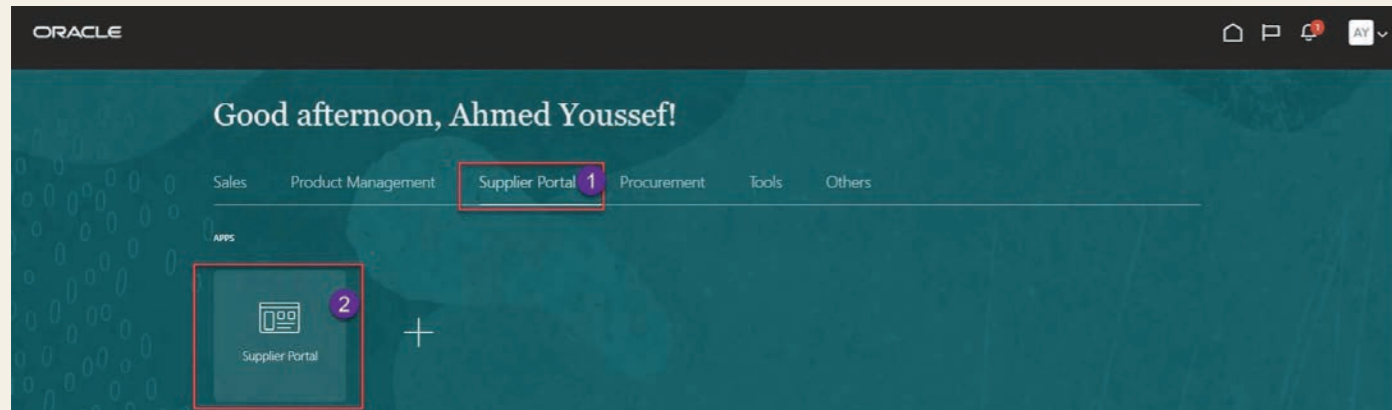 ORACLE
1
AY
Good afternoon, Ahmed Youssef!
Sales Product Management Supplier Portal 1 Procurement Tools Others
APPS
2
Supplier Portal